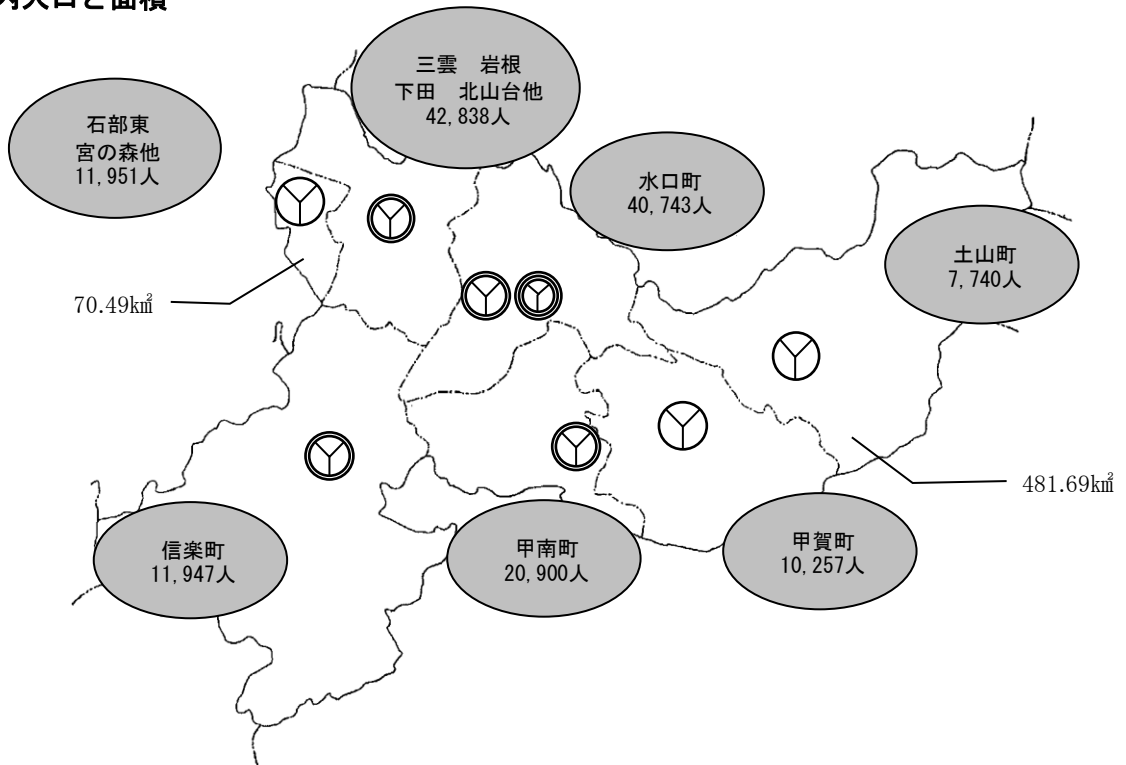 内人口と面積
三雲　岩根
下田　北山台他
42,838人
石部東
宮の森他
11,951人
水口町
40,743人
土山町
7,740人
70.49㎢
481.69㎢
信楽町
11,947人
甲南町
20,900人
甲賀町
10,257人